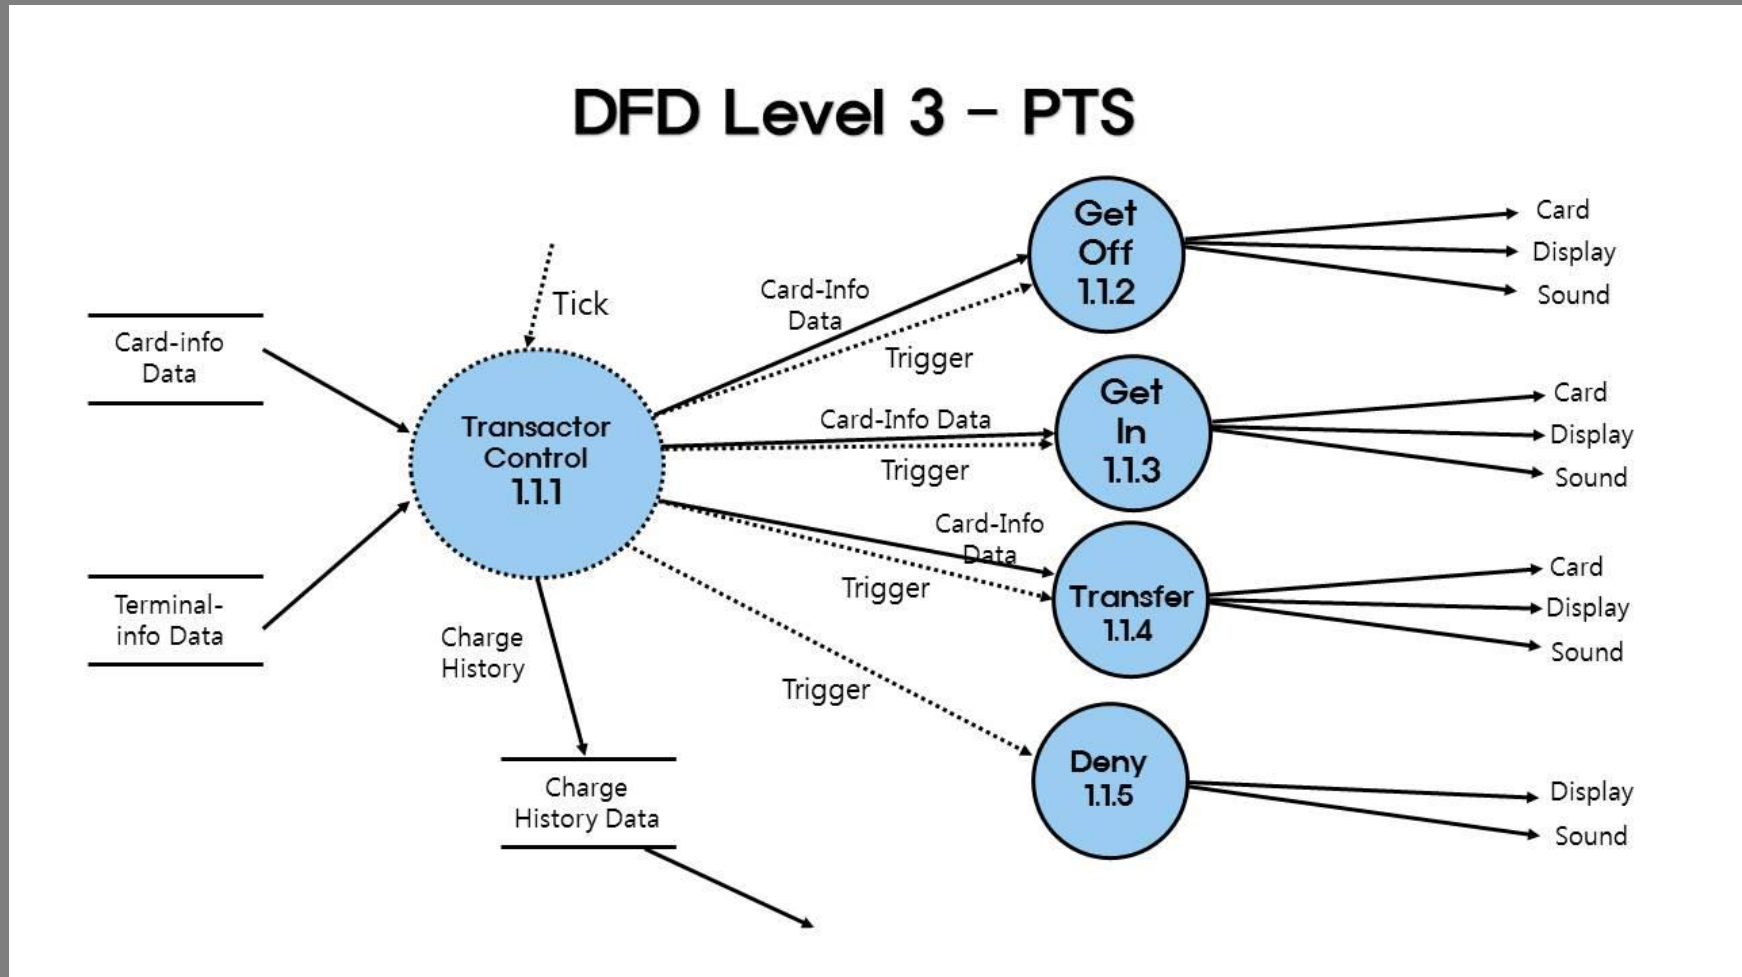 DFD Level 3 - PTS
Tick
Card-info
Data
Terminal-
info Data
Transactor
Control
1.1.1
Charge
History
Charge
History Data
Card-Info
Data
Trigger
Card-Info Data
Trigger
Card-Info
Data
Trigger
Trigger
Get
Off
1.1.2
Card
Display
Sound
Get
In
1.1.3
Card
Display
Sound
Transfer
1.1.4
Card
Display
Sound
Deny
1.1.5
Display
Sound